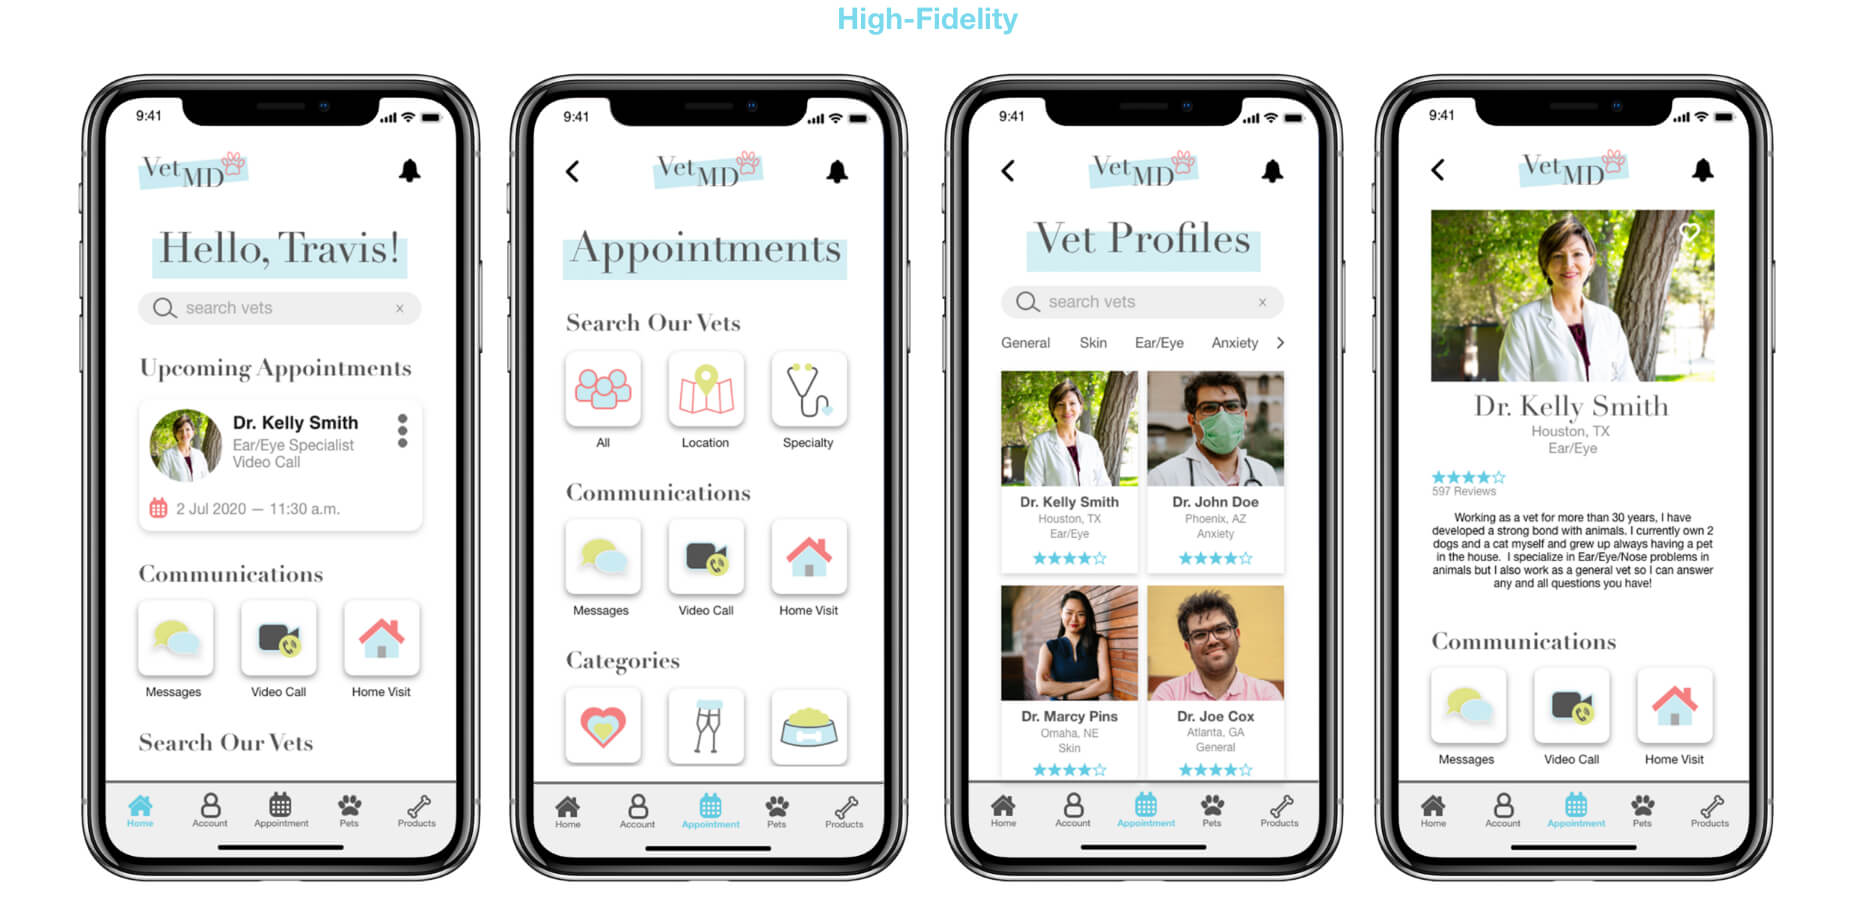 High-Fidelity
9:41
Vet MD
Hello, Travis!
search vets x
Upcoming Appointments
Dr. Kelly Smith
Ear/Eye Specialist
Video Call
2 Jul 2020 — 11:30 a.m.
Communications
Messages Video Call Home Visit
Search Our Vets
Home Account Appointment Pets Products
9:41
Vet MD
Appointments
Search Our Vets
All Location Specialty
Communications
Messages Video Call Home Visit
Categories
Home Account Appointment Pets Products
9:41
Vet MD
Vet Profiles
search vets x
General Skin Ear/Eye Anxiety
Dr. Kelly Smith
Houston, TX
Ear/Eye
Dr. John Doe
Phoenix, AZ
Anxiety
Dr. Marcy Pins
Omaha, NE
Skin
Dr. Joe Cox
Atlanta, GA
General
Home Account Appointment Pets Products
9:41
Vet MD
Dr. Kelly Smith
Houston, TX
Ear/Eye
597 Reviews
Working as a vet for more than 30 years, I have
developed a strong bond with animals. I currently own 2
dogs and a cat myself and grew up always having a pet
in the house. I specialize in Ear/Eye/Nose problems in
animals but I also work as a general vet so I can answer
any and all questions you have!
Communications
Messages Video Call Home Visit
Home Account Appointment Pets Products